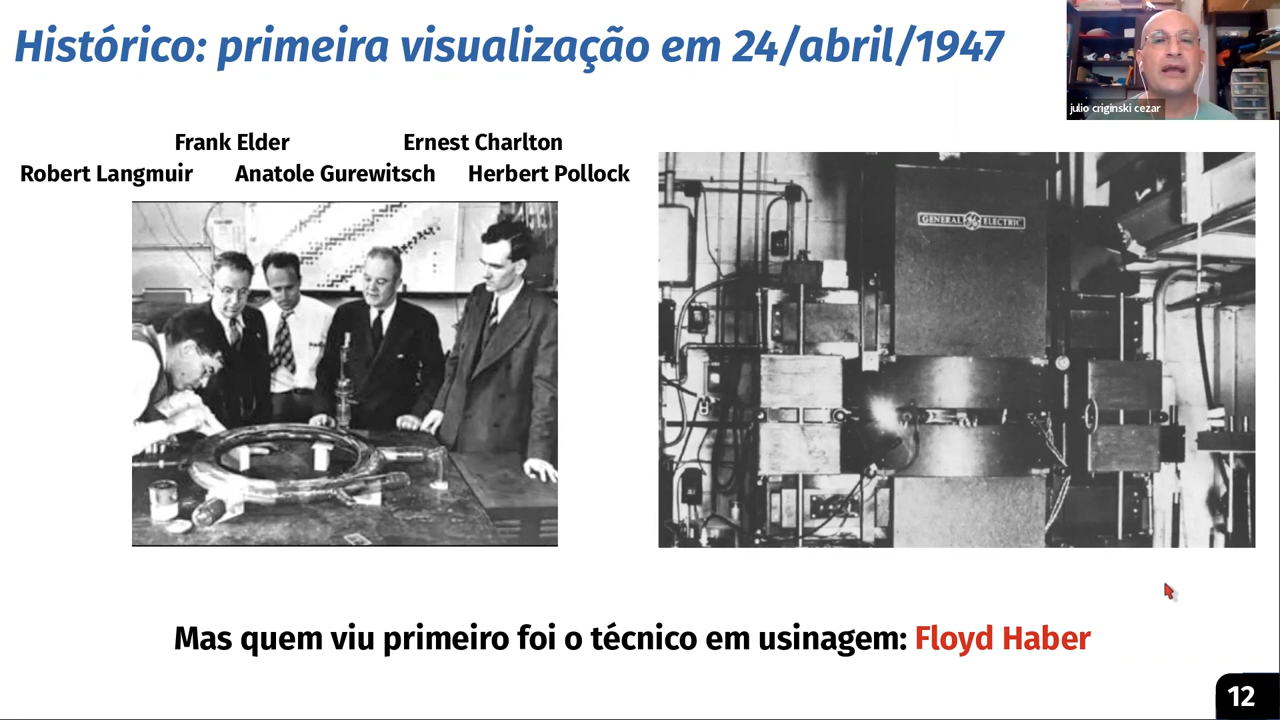 Histórico: primeira visualização em 24/abril/1947
julio criginski cezar
Frank Elder
Ernest Charlton
Robert Langmuir
Anatole Gurewitsch
Herbert Pollock
GENERAL GE ELECTRIC
Mas quem viu primeiro foi o técnico em usinagem: Floyd Haber
12